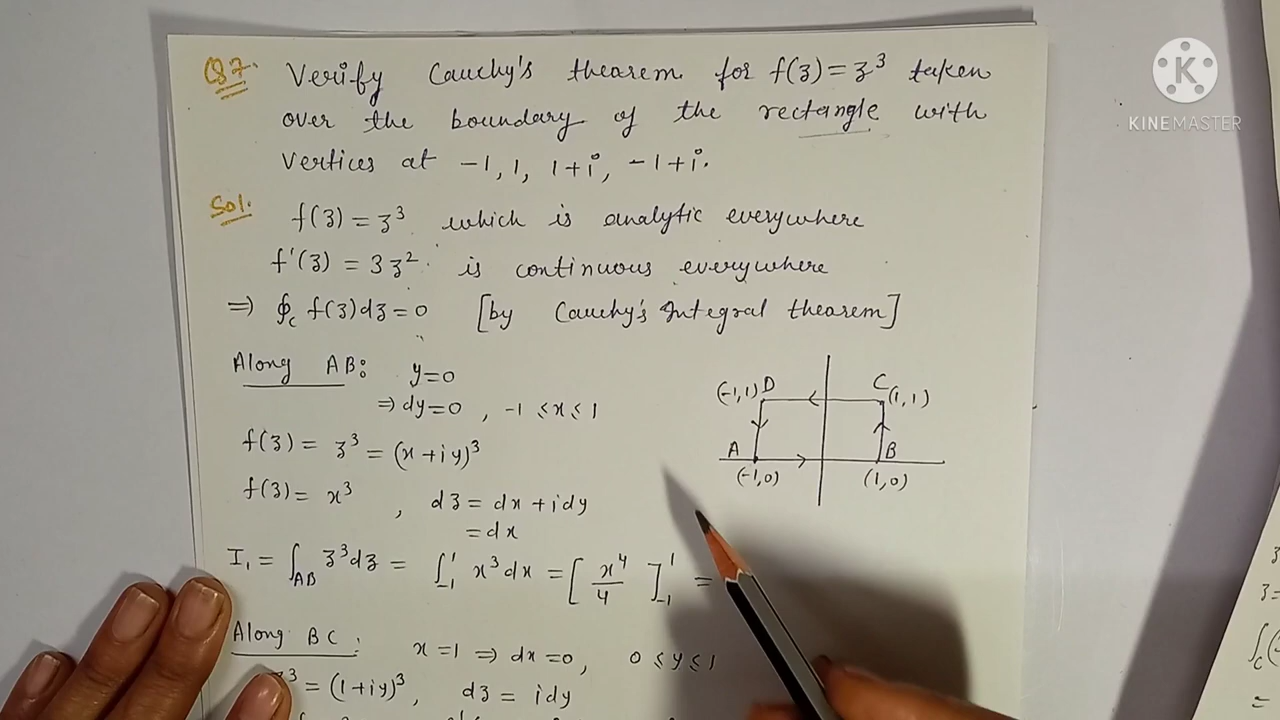 Q7. Verify Cauchy's thearem for f(z) = z³ taken
over the boundary of the rectangle with
vertices at -1, 1, 1+i, -1+i.
Sol. f(z) = z³ which is analytic everywhere
f'(z) = 3z². is continuous everywhere
⇒ ∮c f(z)dz = 0 [by Cauchy's Integral thearem]
Along AB: y=0
⇒ dy=0, -1 ≤ x ≤ 1
f(z) = z³ = (x+iy)³
f(z) = x³, dz = dx + idy
= dx
I₁ = ∫AB z³dz = ∫₋₁¹ x³dx = [x⁴/4]₋₁¹ =
Along BC: x=1 ⇒ dx=0, 0 ≤ y ≤ 1
z³ = (1+iy)³, dz = idy
(-1,1) D C (1,1)
A B
(-1,0) (1,0)
K
KINEMASTER
z
z=
∫c (
=